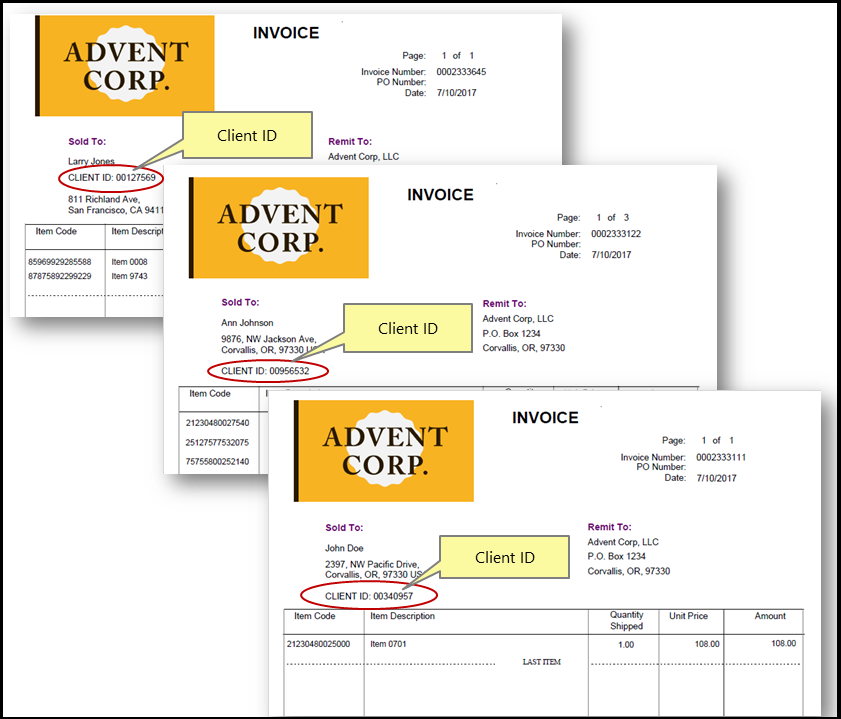 ADVENT
CORP.
INVOICE
Page: 1 of 1
Invoice Number: 0002333645
PO Number:
Date: 7/10/2017
Client ID
Sold To:
Remit To:
Larry Jones
Advent Corp, LLC
CLIENT ID: 00127569
811 Richland Ave,
San Francisco, CA 9411
Item Code Item Descript
85969929285588 Item 0008
87875892299229 Item 9743
ADVENT
CORP.
INVOICE
Page: 1 of 3
Invoice Number: 0002333122
PO Number:
Date: 7/10/2017
Client ID
Sold To:
Remit To:
Ann Johnson
Advent Corp, LLC
9876, NW Jackson Ave,
P.O. Box 1234
Corvallis, OR, 97330
Corvallis, OR, 97330
CLIENT ID: 00956532
Item Code
21230480027540
25127577532075
75755800252140
ADVENT
CORP.
INVOICE
Page: 1 of 1
Invoice Number: 0002333111
PO Number:
Date: 7/10/2017
Client ID
Sold To:
Remit To:
John Doe
Advent Corp, LLC
2397, NW Pacific Drive,
P.O. Box 1234
Corvallis, OR, 97330 US
Corvallis, OR, 97330
CLIENT ID: 00340957
Item Code Item Description Quantity Shipped Unit Price Amount
21230480025000 Item 0701 1.00 108.00 108.00
LAST ITEM